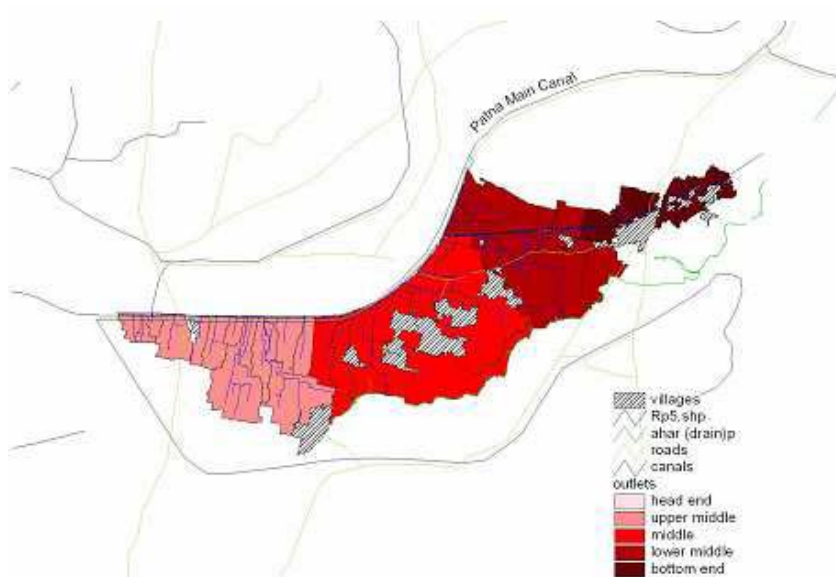 Patna Main Canal
villages
Rp5.shp
ahar (drain)p
roads
canals
outlets
head end
upper middle
middle
lower middle
bottom end